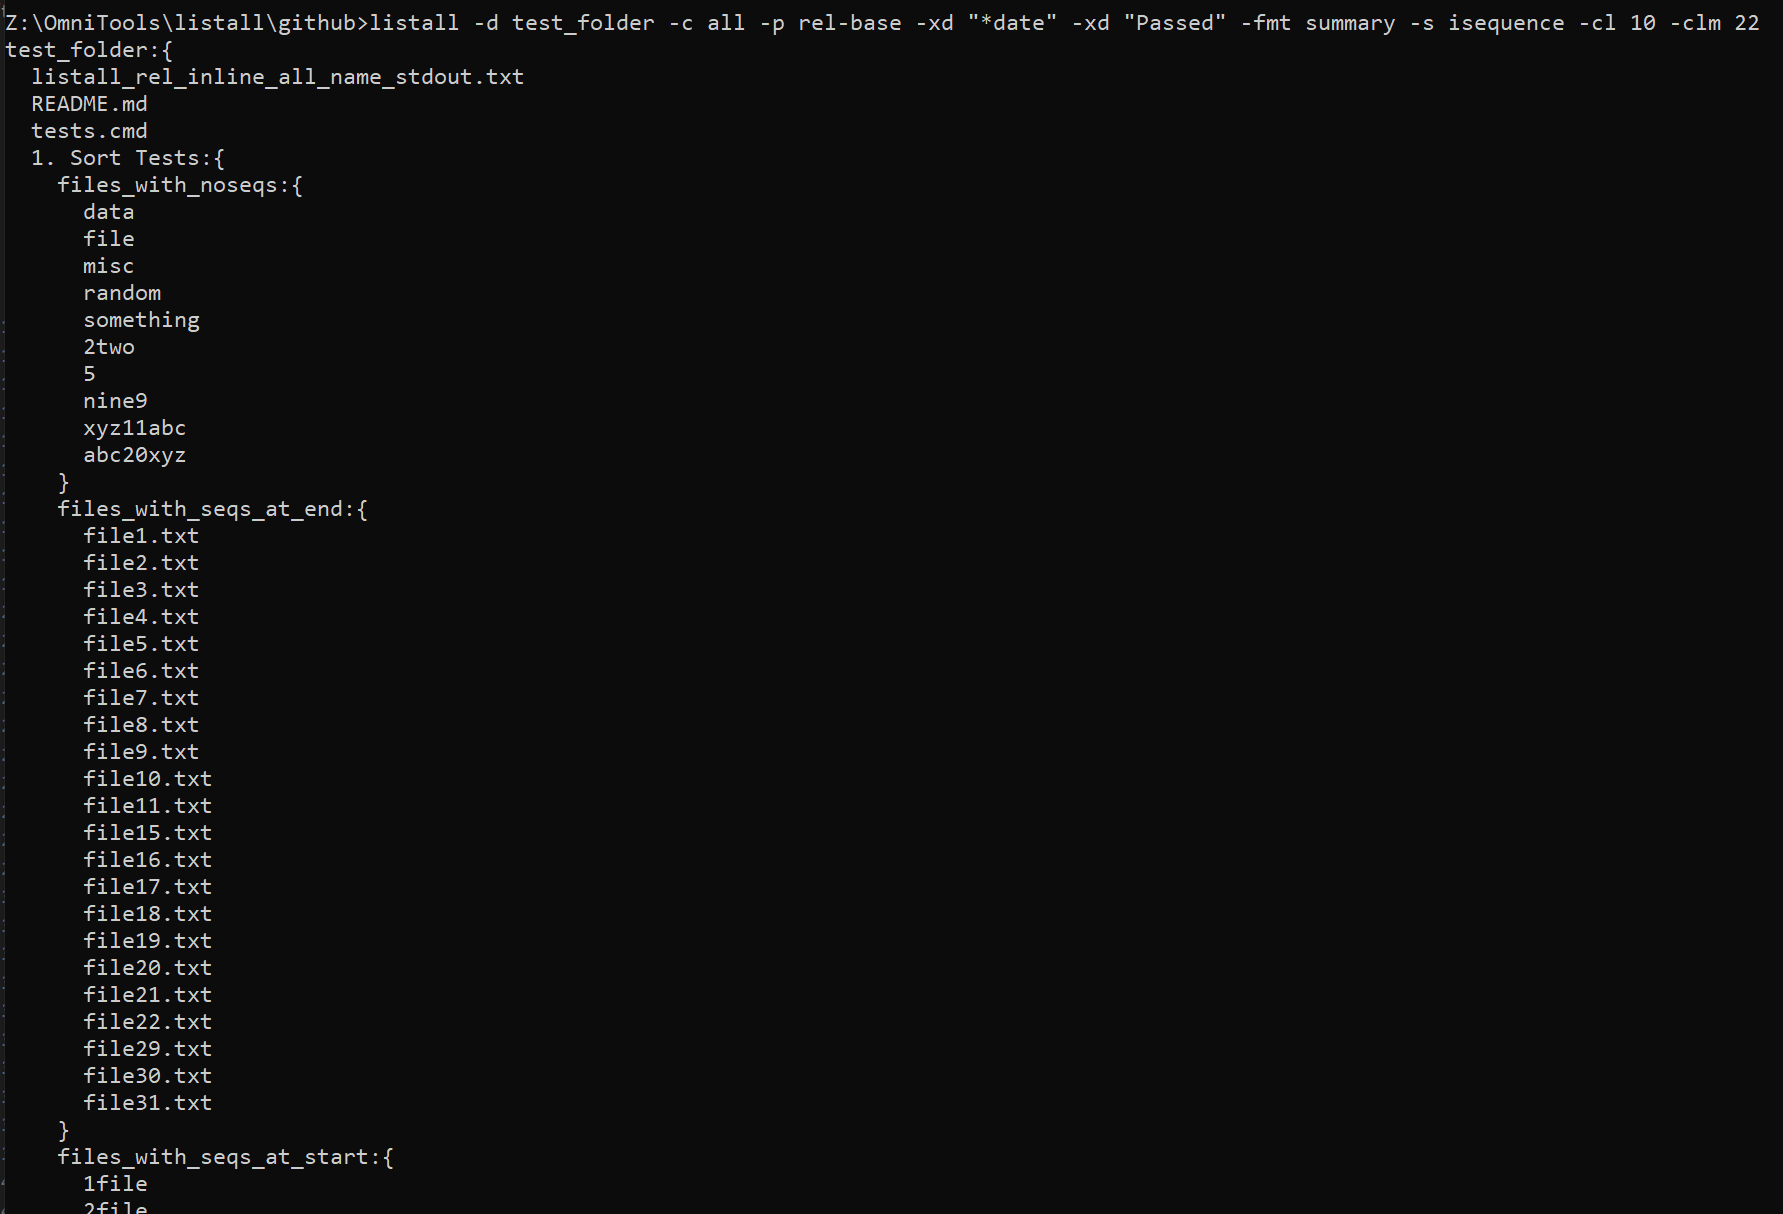 Z:\OmniTools\listall\github>listall -d test_folder -c all -p rel-base -xd "*date" -xd "Passed" -fmt summary -s isequence -cl 10 -clm 22
test_folder:{
  listall_rel_inline_all_name_stdout.txt
  README.md
  tests.cmd
  1. Sort Tests:{
    files_with_noseqs:{
      data
      file
      misc
      random
      something
      2two
      5
      nine9
      xyz11abc
      abc20xyz
    }
    files_with_seqs_at_end:{
      file1.txt
      file2.txt
      file3.txt
      file4.txt
      file5.txt
      file6.txt
      file7.txt
      file8.txt
      file9.txt
      file10.txt
      file11.txt
      file15.txt
      file16.txt
      file17.txt
      file18.txt
      file19.txt
      file20.txt
      file21.txt
      file22.txt
      file29.txt
      file30.txt
      file31.txt
    }
    files_with_seqs_at_start:{
      1file
      2file